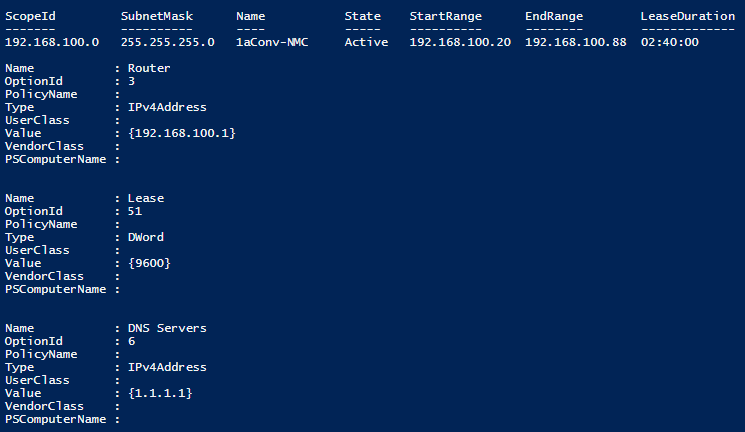 ScopeId SubnetMask Name State StartRange EndRange LeaseDuration
------- ---------- ---- ----- ---------- -------- -------------
192.168.100.0 255.255.255.0 1aConv-NMC Active 192.168.100.20 192.168.100.88 02:40:00
Name : Router
OptionId : 3
PolicyName :
Type : IPv4Address
UserClass :
Value : {192.168.100.1}
VendorClass :
PSComputerName :
Name : Lease
OptionId : 51
PolicyName :
Type : DWord
UserClass :
Value : {9600}
VendorClass :
PSComputerName :
Name : DNS Servers
OptionId : 6
PolicyName :
Type : IPv4Address
UserClass :
Value : {1.1.1.1}
VendorClass :
PSComputerName :